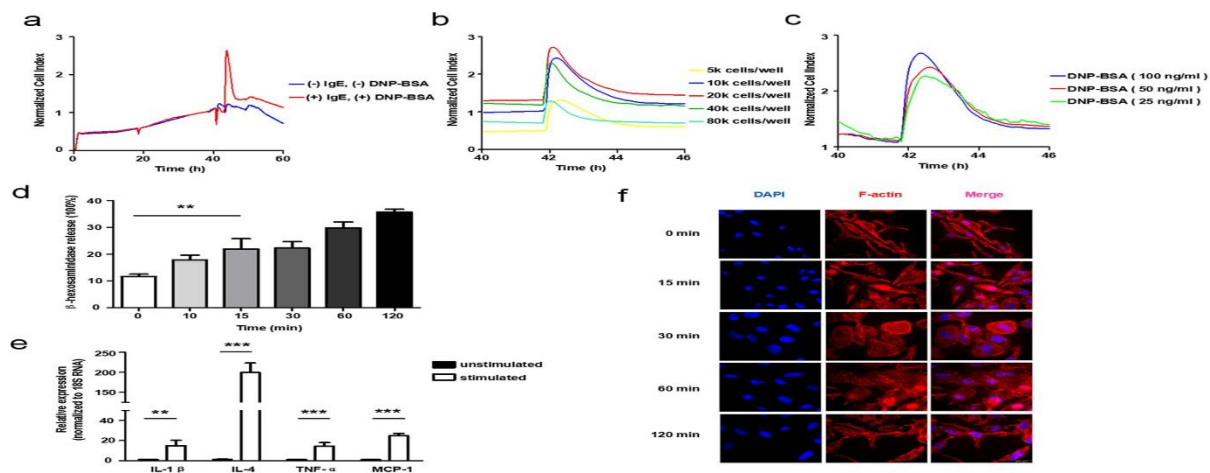 a
Normalized Cell Index
3
2
1
0
0 20 40 60
Time (h)
(-) IgE, (-) DNP-BSA
(+) IgE, (+) DNP-BSA
b
Normalized Cell Index
3
2
1
0
40 42 44 46
Time (h)
5k cells/well
10k cells/well
20k cells/well
40k cells/well
80k cells/well
c
Normalized Cell Index
3
2
1
40 42 44 46
Time (h)
DNP-BSA ( 100 ng/ml )
DNP-BSA ( 50 ng/ml )
DNP-BSA ( 25 ng/ml )
d
β-hexosaminidase release (100%)
40
30
20
10
0
**
0 10 15 30 60 120
Time (min)
e
Relative expression
(normalized to 18S RNA)
250
200
150
100
50
40
20
0
** *** *** ***
IL-1 β IL-4 TNF- α MCP-1
unstimulated
stimulated
f
DAPI F-actin Merge
0 min
15 min
30 min
60 min
120 min